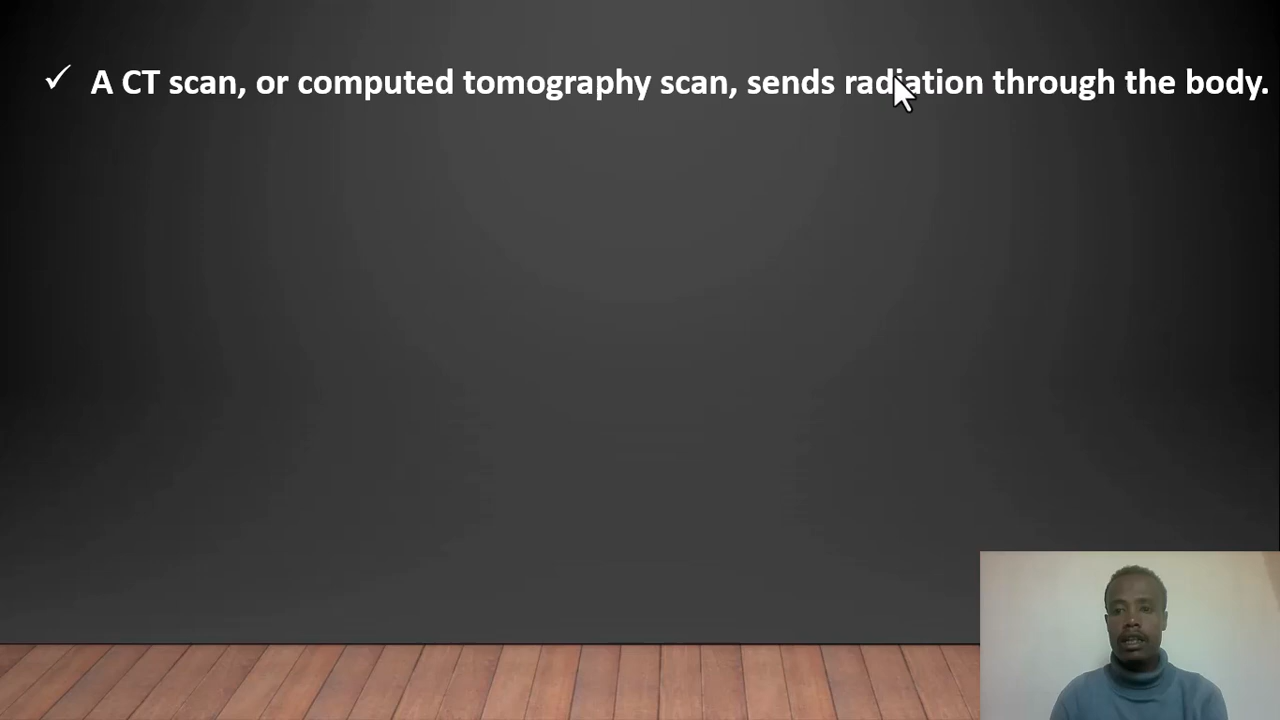 A CT scan, or computed tomography scan, sends radiation through the body.